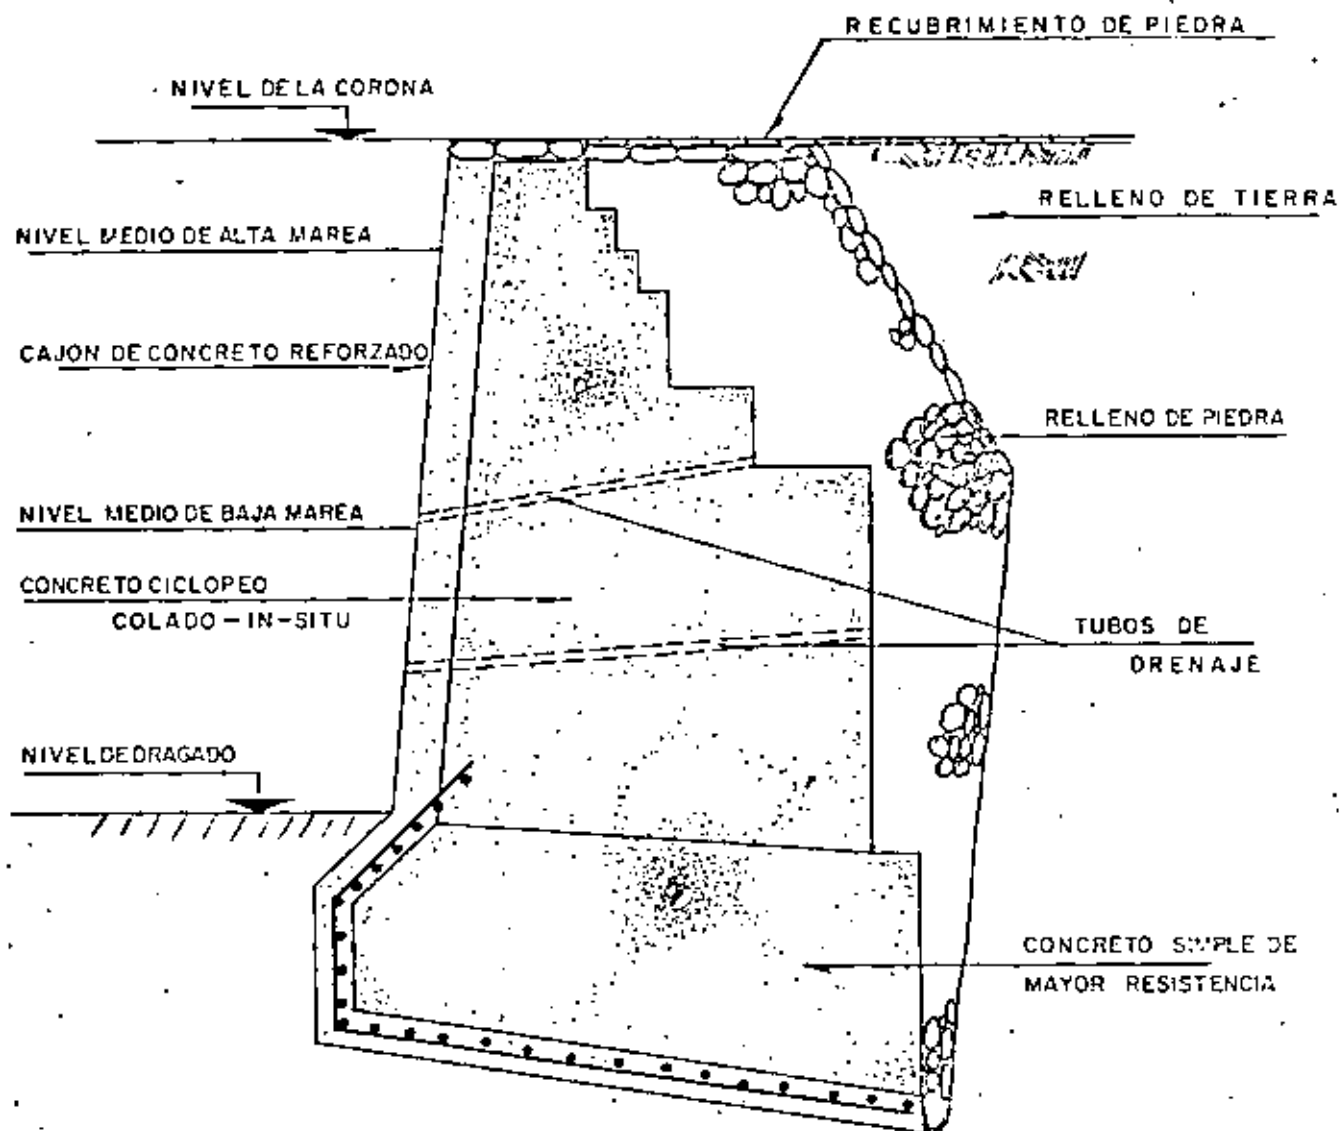 RECUBRIMIENTO DE PIEDRA
NIVEL DE LA CORONA
RELLENO DE TIERRA
NIVEL MEDIO DE ALTA MAREA
CAJON DE CONCRETO REFORZADO
RELLENO DE PIEDRA
NIVEL MEDIO DE BAJA MAREA
CONCRETO CICLOPEO
COLADO-IN-SITU
TUBOS DE
DRENAJE
NIVEL DE DRAGADO
CONCRETO SIMPLE DE
MAYOR RESISTENCIA